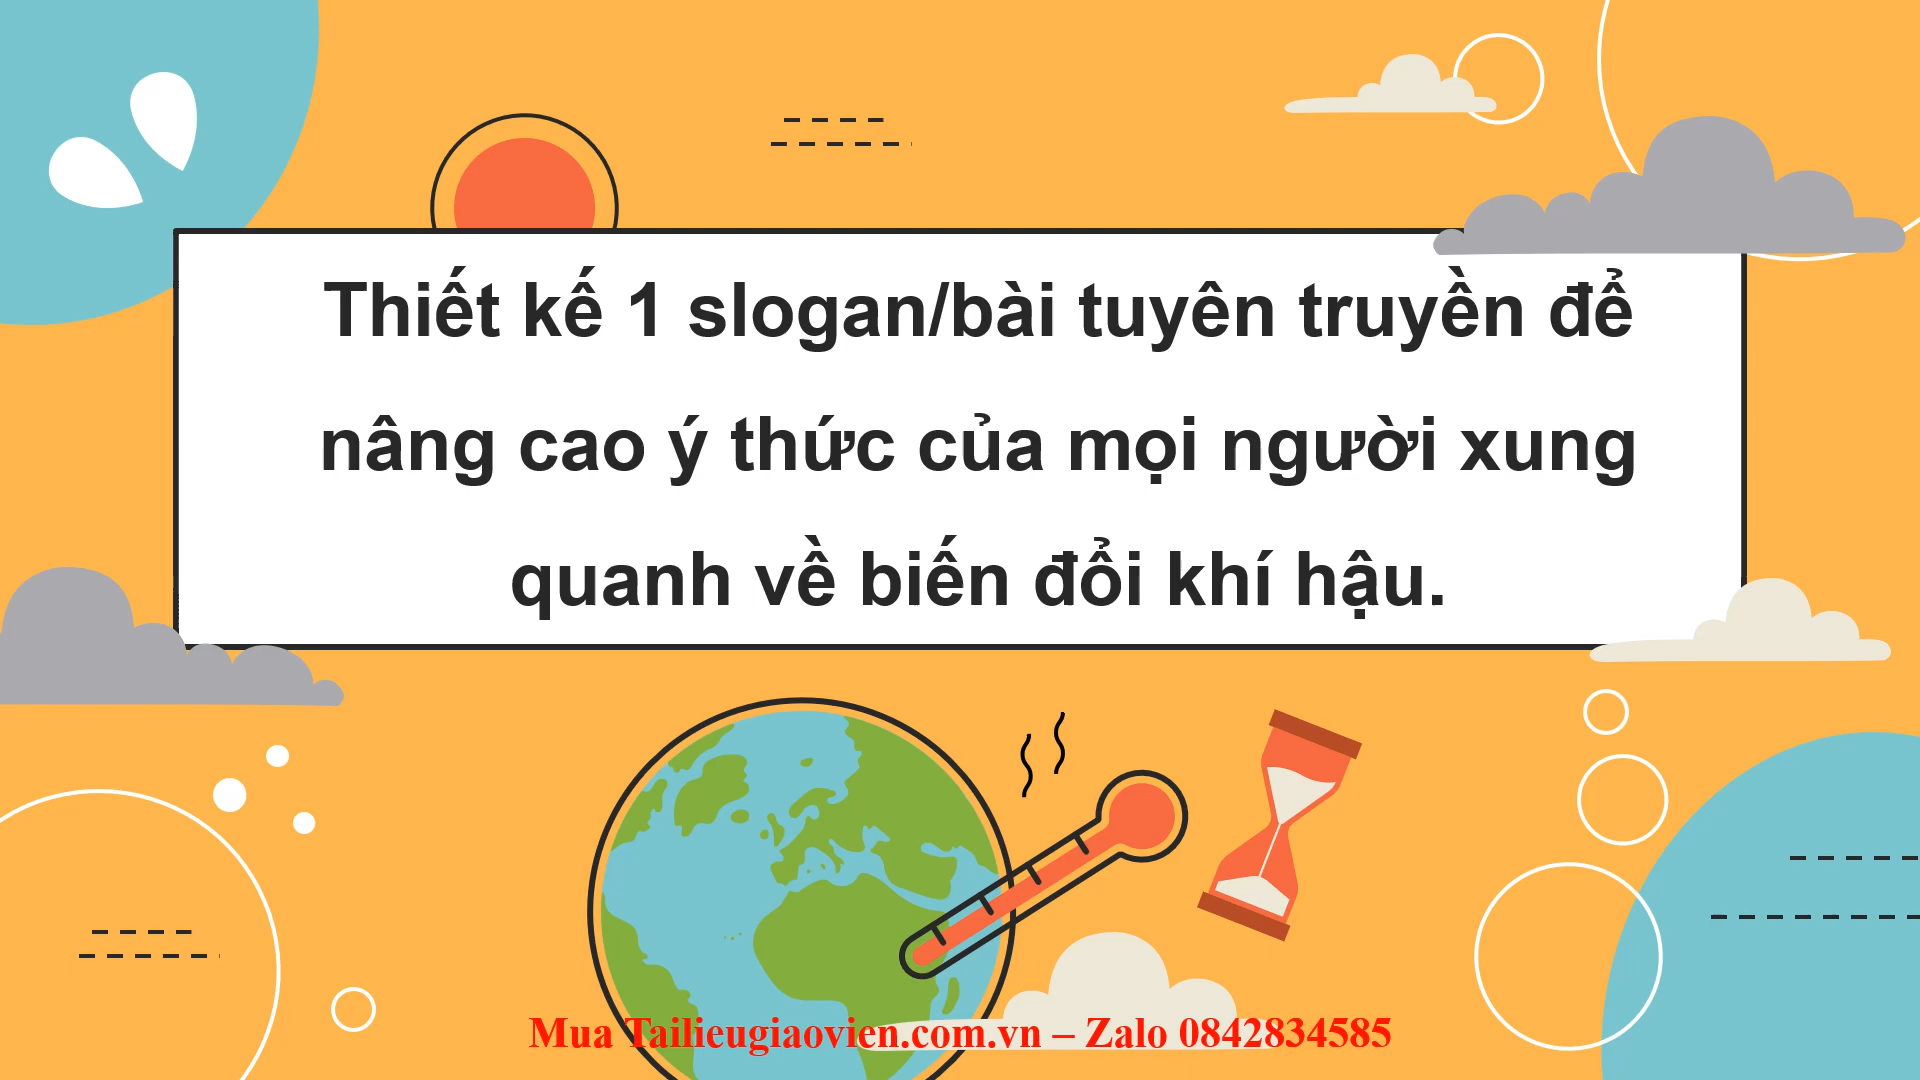 Thiết kế 1 slogan/bài tuyên truyền để
nâng cao ý thức của mọi người xung
quanh về biến đổi khí hậu.
Mua Tailieugiaovien.com.vn – Zalo 0842834585